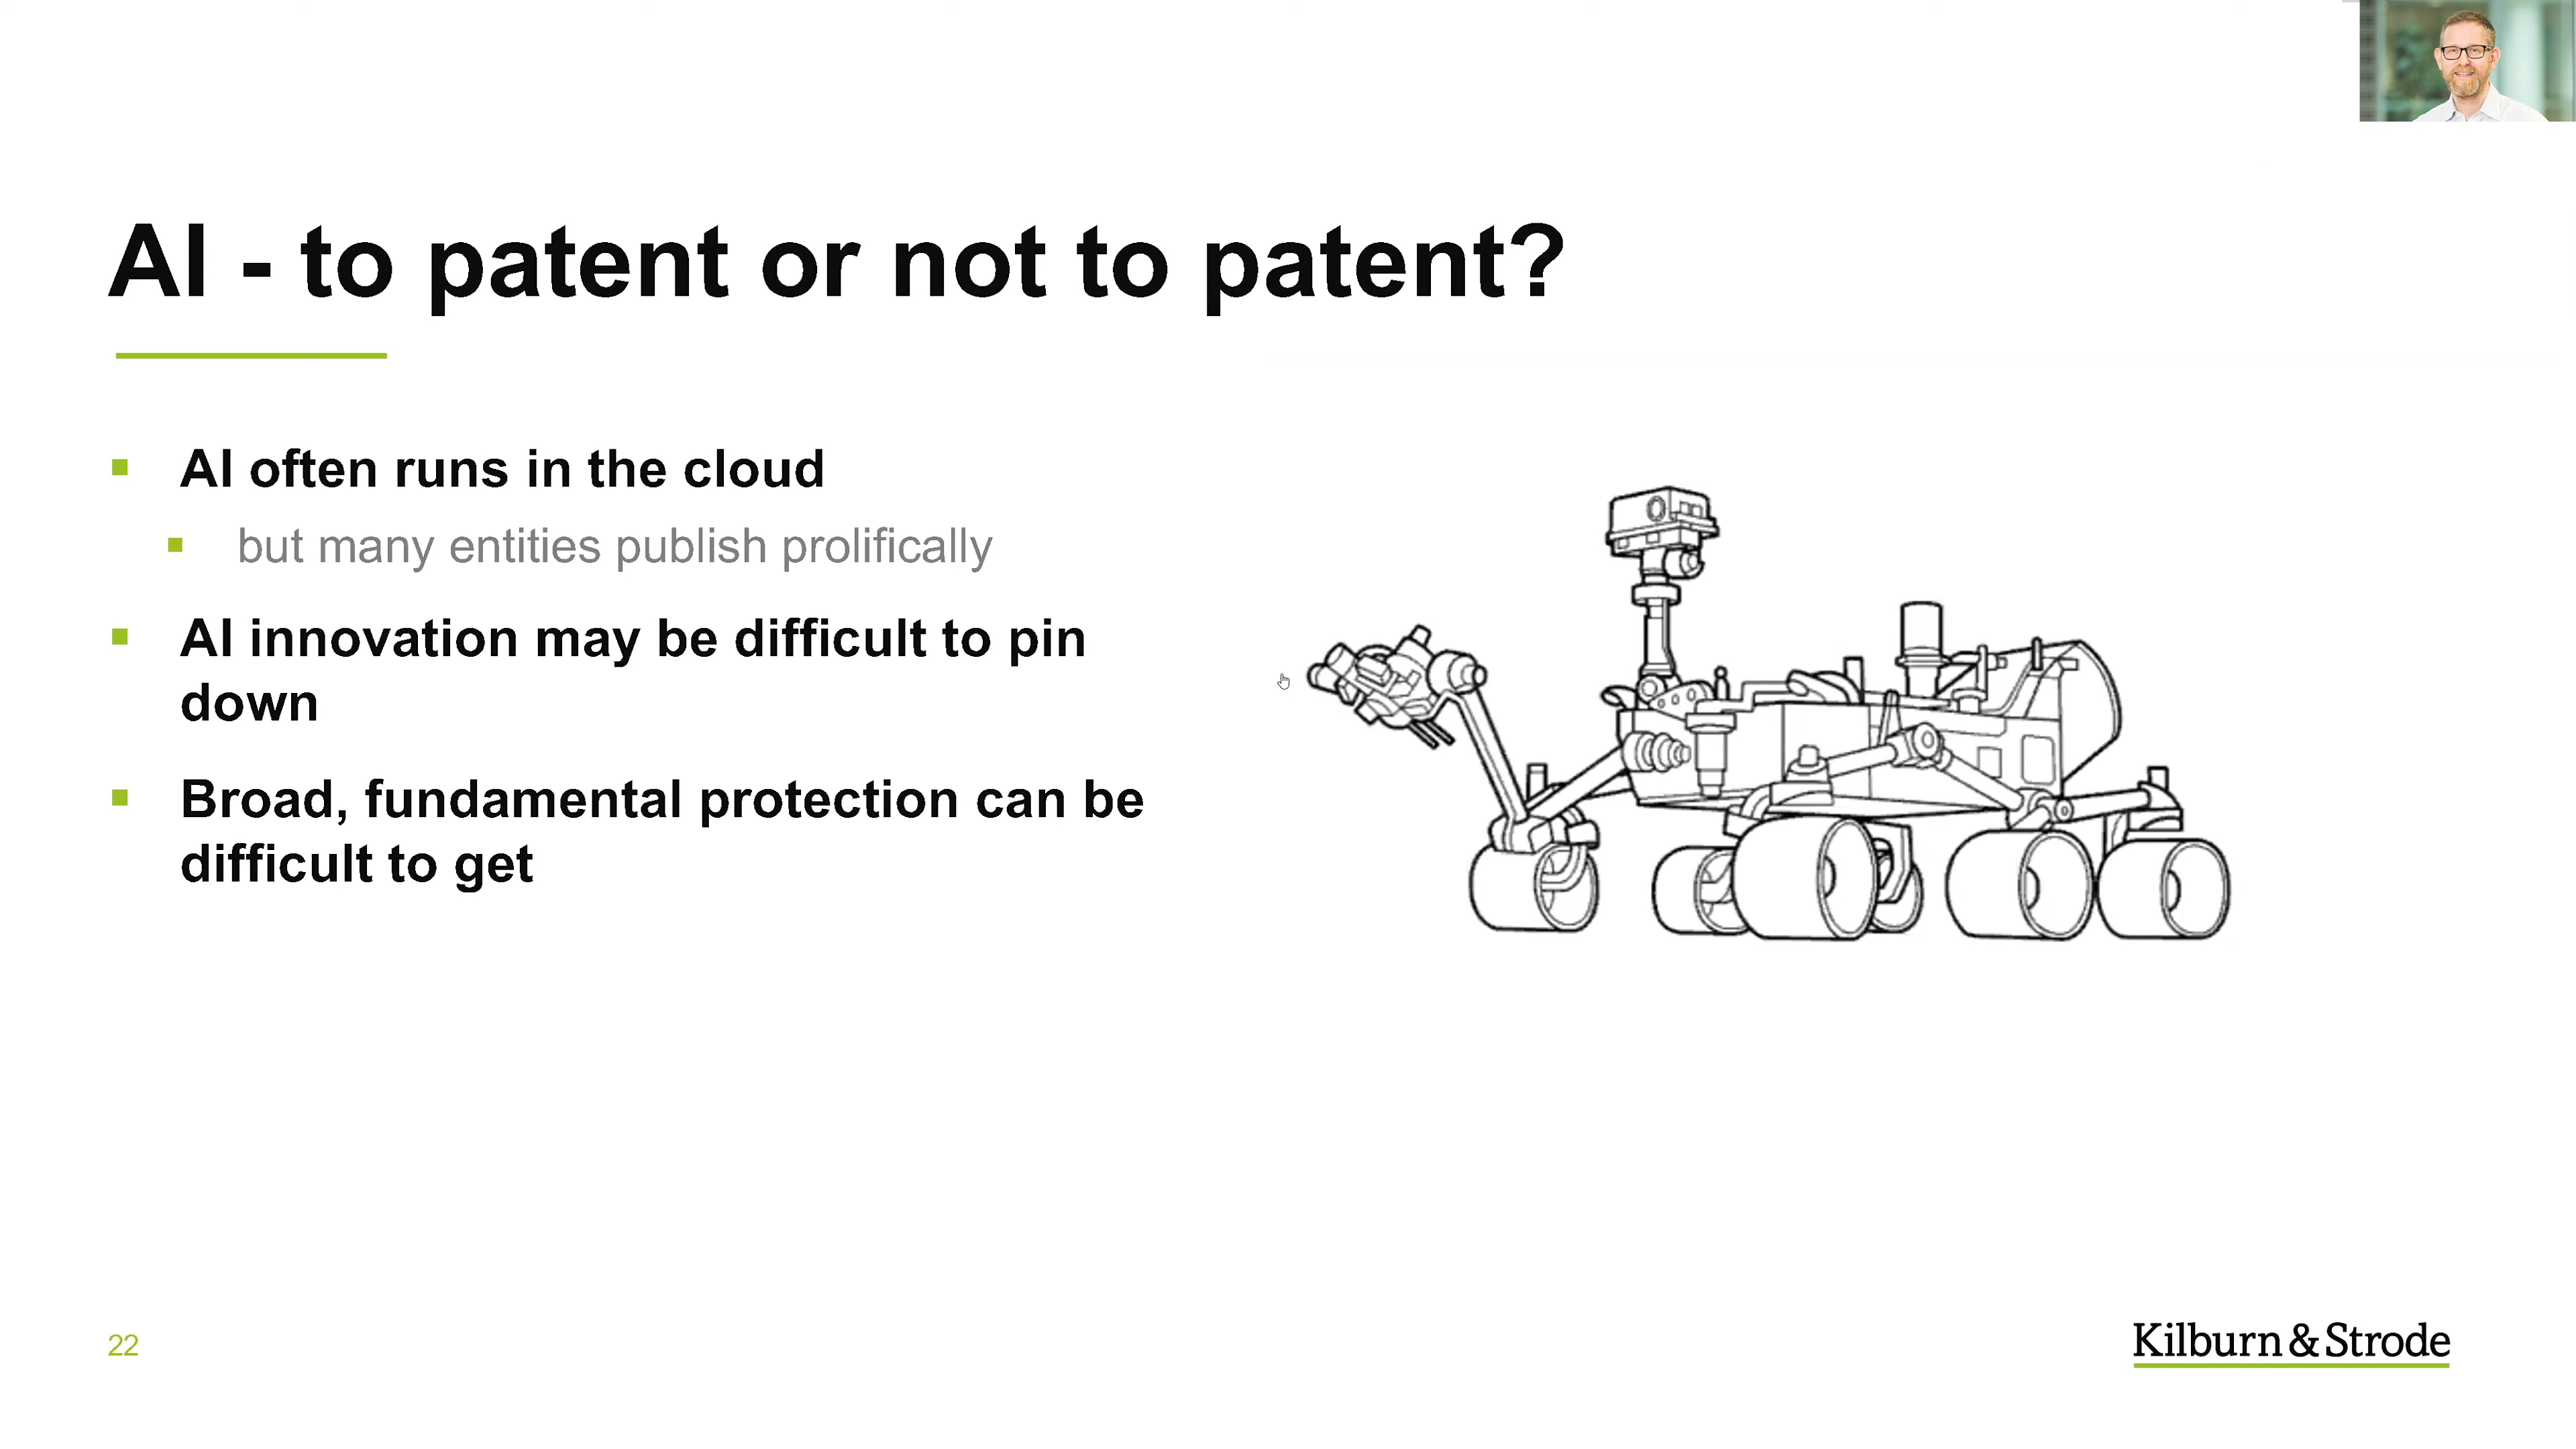 AI - to patent or not to patent?
AI often runs in the cloud
but many entities publish prolifically
AI innovation may be difficult to pin
down
Broad, fundamental protection can be
difficult to get
22
Kilburn & Strode